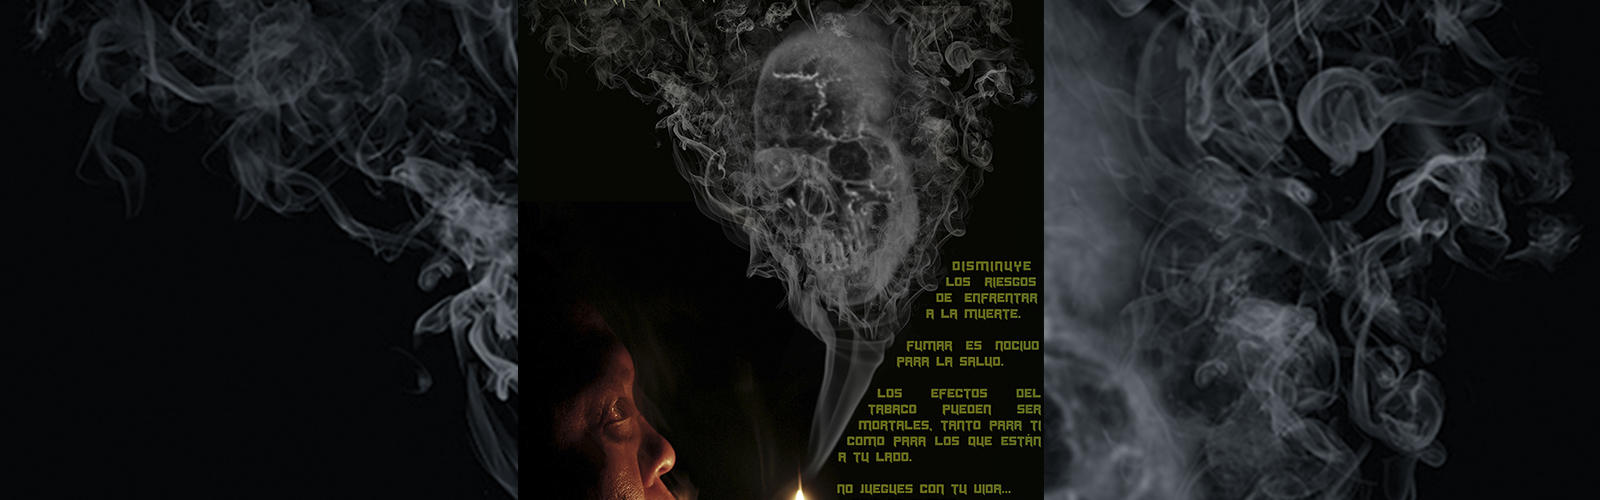 DISMINUYE
LOS RIESGOS
DE ENFRENTAR
A LA MUERTE.
FUMAR ES NOCIVO
PARA LA SALUD.
LOS EFECTOS DEL
TABACO PUEDEN SER
MORTALES, TANTO PARA TI
COMO PARA LOS QUE ESTÁN
A TU LADO.
NO JUEGUES CON TU VIDA...